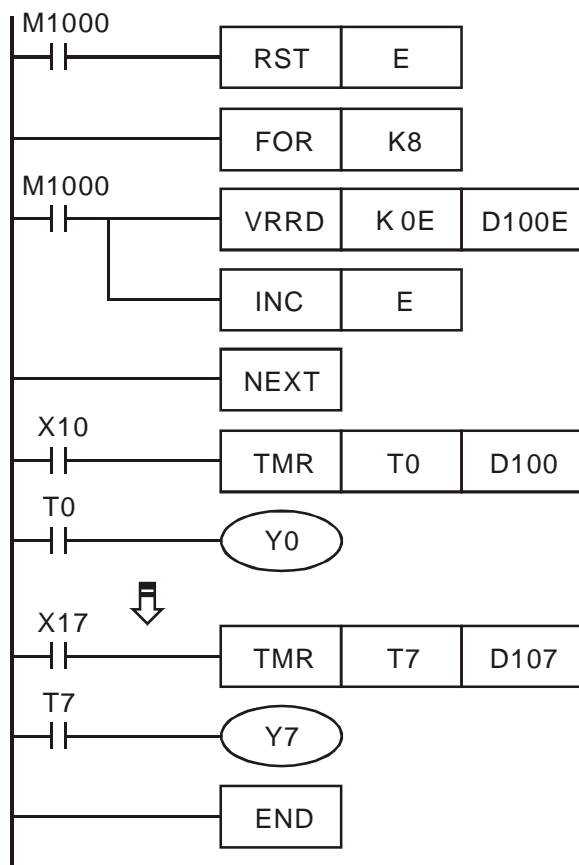 M1000
RST E
FOR K8
M1000
VRRD K 0E D100E
INC E
NEXT
X10
TMR T0 D100
T0
Y0
X17
TMR T7 D107
T7
Y7
END